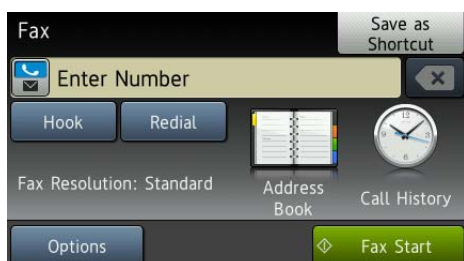 Fax
Save as
Shortcut
Enter Number
Hook
Redial
Fax Resolution: Standard
Address
Book
Call History
Options
Fax Start